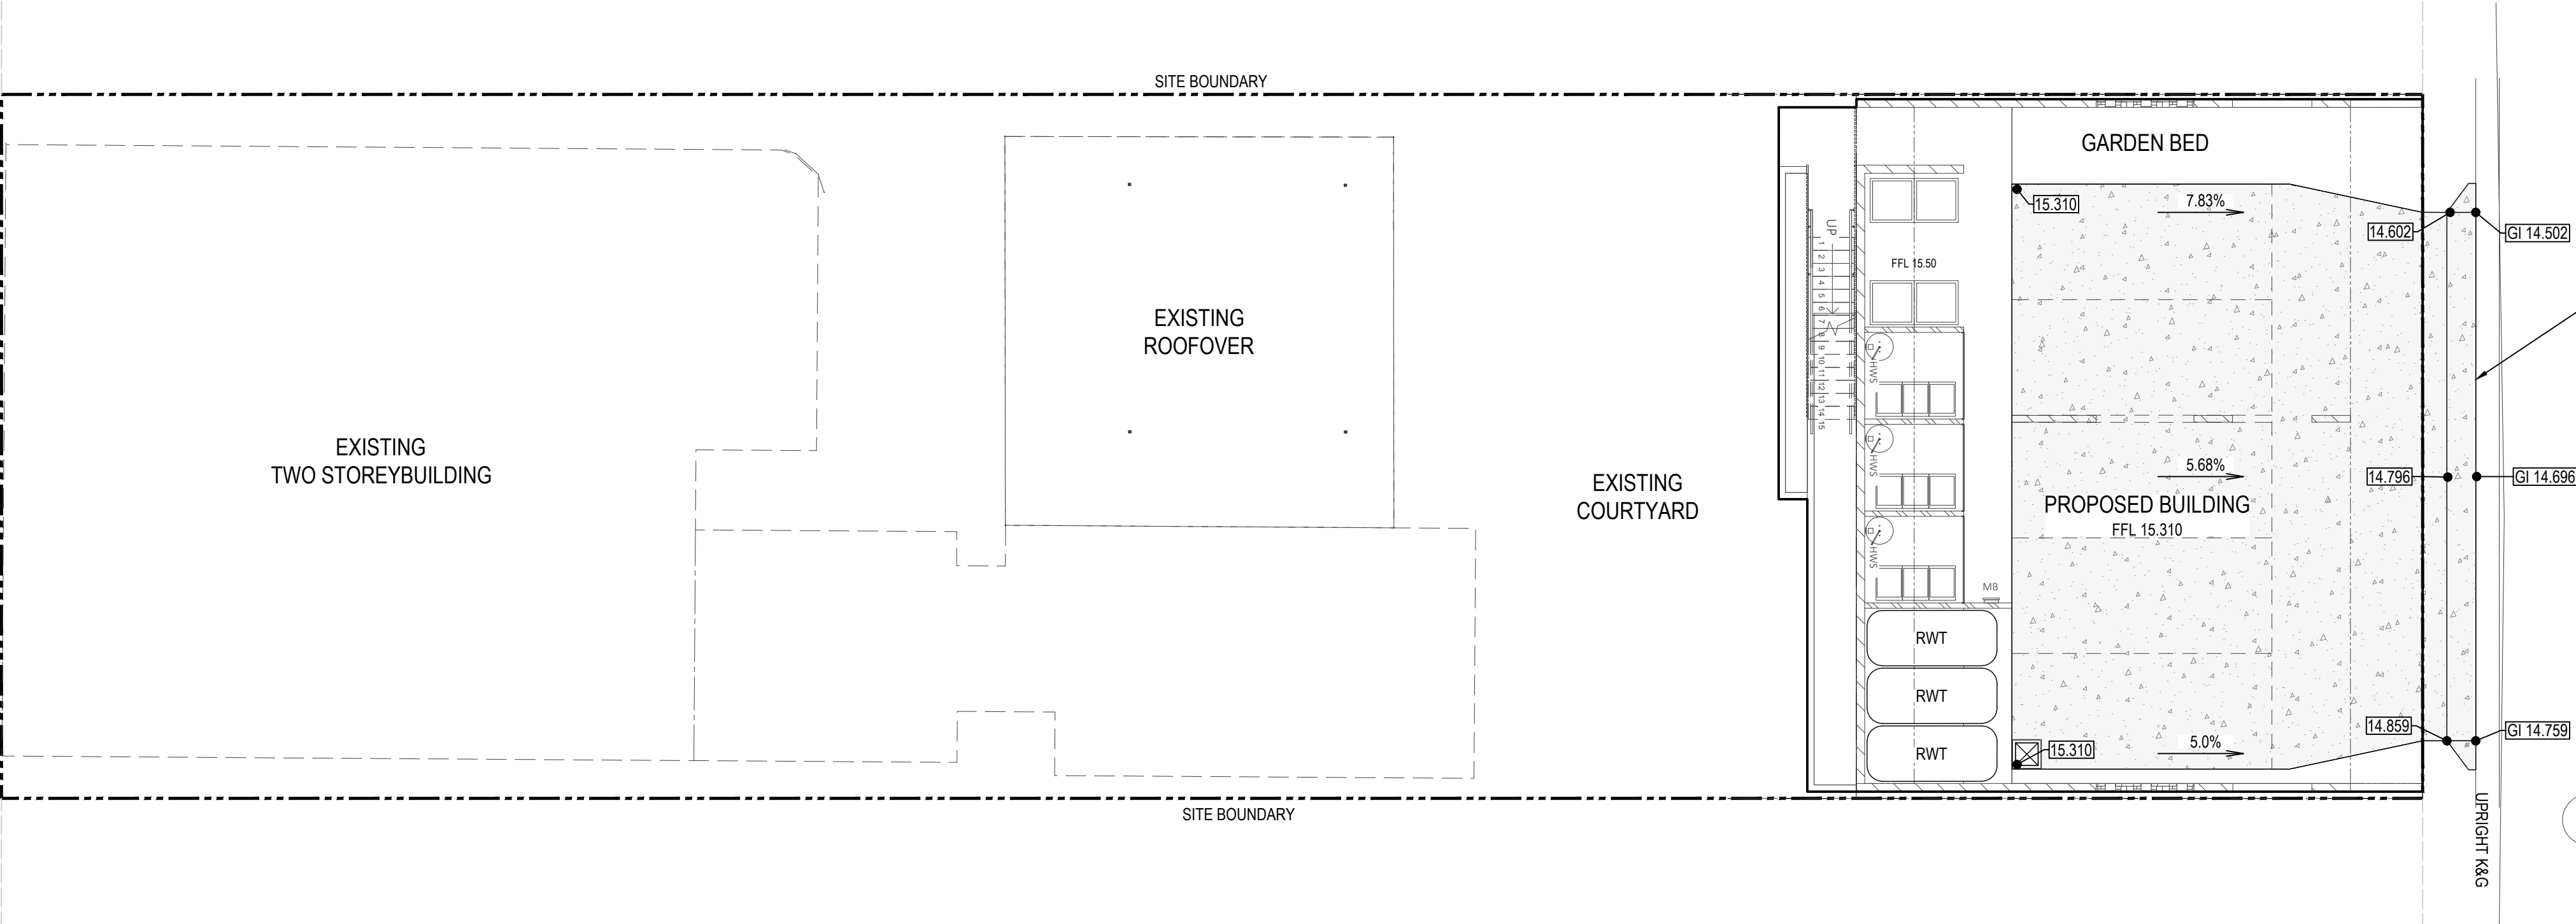 SITE BOUNDARY
GARDEN BED
15.310
7.83%
14.602
GI 14.502
UP
1
2
3
4
5
6
7
8
9
10
11
12
13
14
15
FFL 15.50
EXISTING
ROOFOVER
HWS
EXISTING
TWO STOREYBUILDING
HWS
5.68%
14.796
GI 14.696
EXISTING
COURTYARD
PROPOSED BUILDING
FFL 15.310
HWS
MB
RWT
RWT
RWT
14.859
GI 14.759
5.0%
15.310
SITE BOUNDARY
UPRIGHT K&G